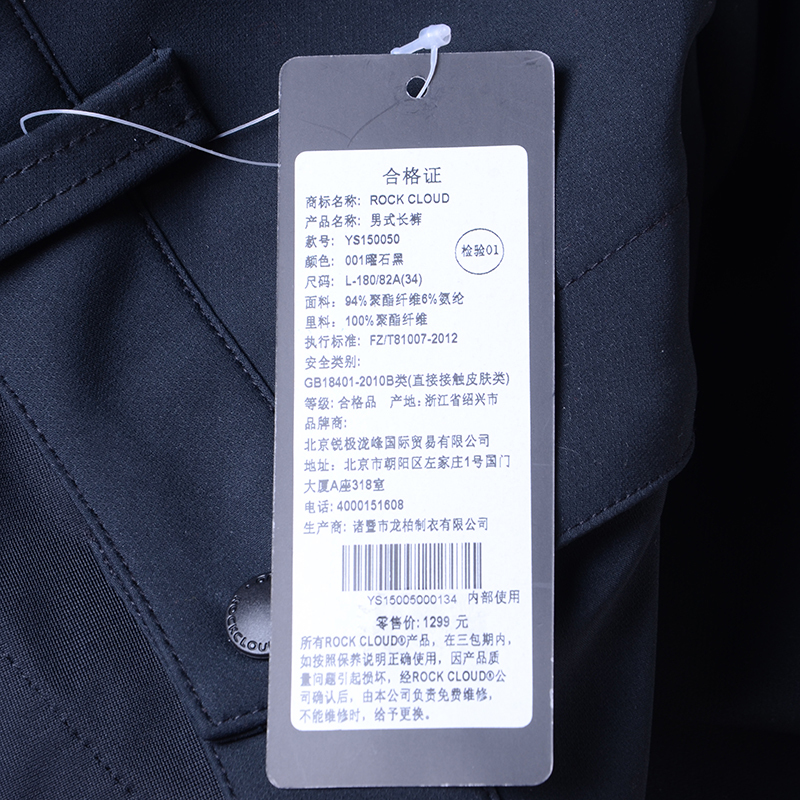 合格证
商标名称: ROCK CLOUD
产品名称: 男式长裤
款号: YS150050
颜色: 001曜石黑
检验01
尺码: L-180/82A(34)
面料: 94%聚酯纤维6%氨纶
里料: 100%聚酯纤维
执行标准: FZ/T81007-2012
安全类别:
GB18401-2010B类(直接接触皮肤类)
等级: 合格品 产地: 浙江省绍兴市
品牌商:
北京锐极泷峰国际贸易有限公司
地址: 北京市朝阳区左家庄1号国门
大厦A座318室
电话: 4000151608
生产商: 诸暨市龙柏制衣有限公司
YS15005000134 内部使用
零售价: 1299 元
所有ROCK CLOUD®产品, 在三包期内,
如按照保养说明正确使用, 因产品质
量问题引起损坏, 经ROCK CLOUD®公
司确认后, 由本公司负责免费维修,
不能维修时, 给予更换。
ROCKCLOUD